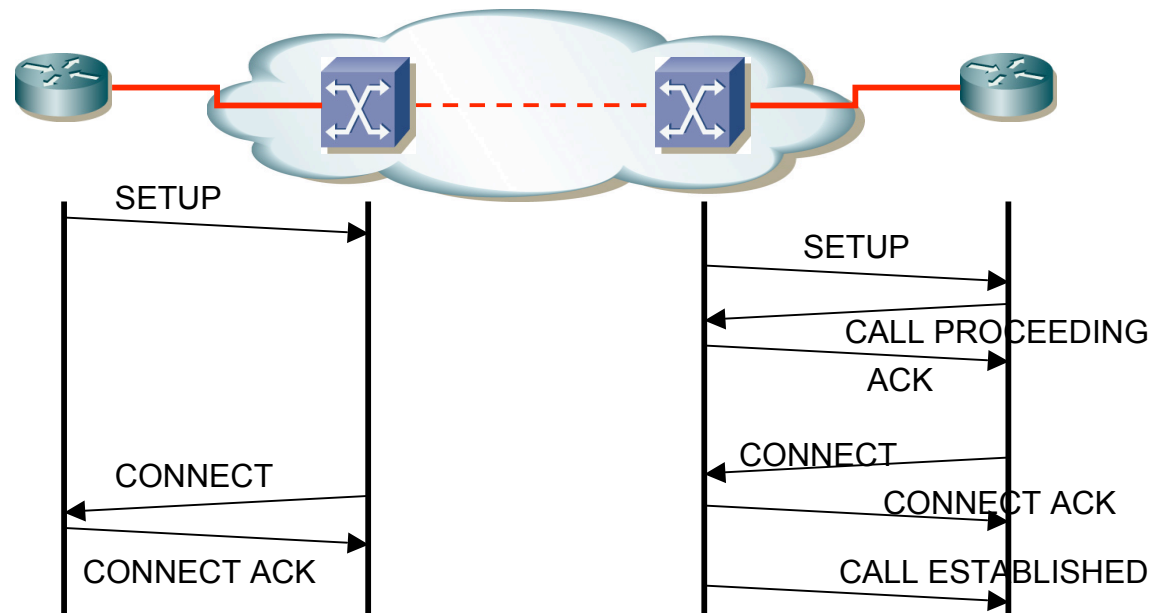 SETUP
SETUP
CALL PROCEEDING
ACK
CONNECT
CONNECT
CONNECT ACK
CONNECT ACK
CALL ESTABLISHED